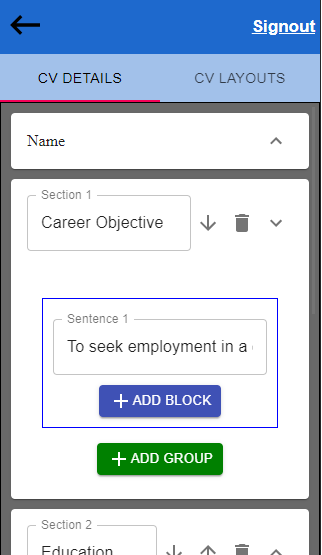 Signout
CV DETAILS CV LAYOUTS
Name
Section 1
Career Objective
Sentence 1
To seek employment in a
ADD BLOCK
ADD GROUP
Section 2
Education